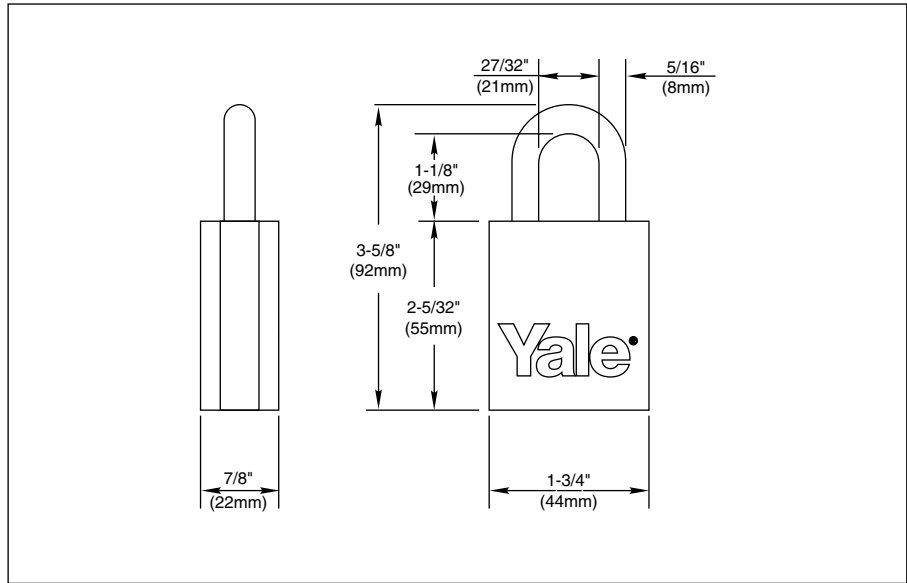 27/32"
(21mm)
5/16"
(8mm)
1-1/8"
(29mm)
3-5/8"
(92mm)
2-5/32"
(55mm)
Yale
7/8"
(22mm)
1-3/4"
(44mm)